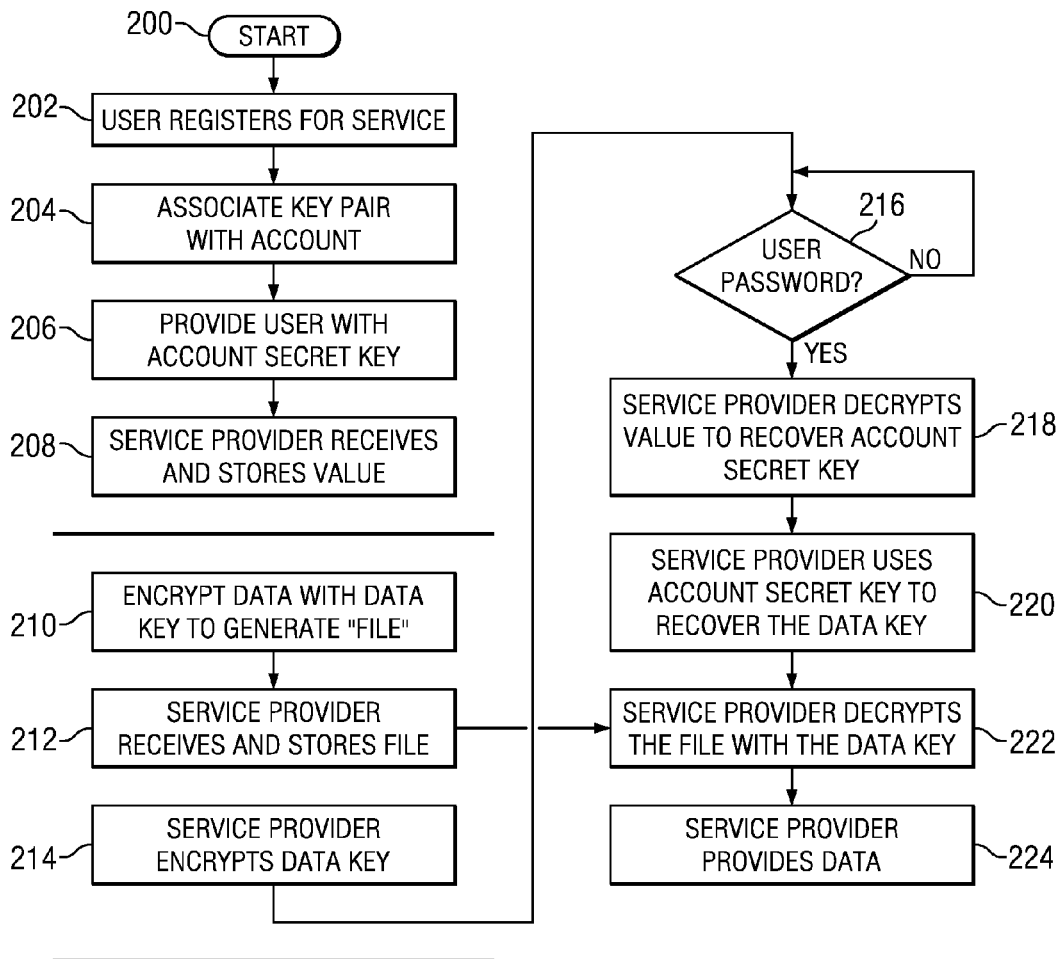 200
START
202
USER REGISTERS FOR SERVICE
204
ASSOCIATE KEY PAIR
WITH ACCOUNT
206
PROVIDE USER WITH
ACCOUNT SECRET KEY
208
SERVICE PROVIDER RECEIVES
AND STORES VALUE
210
ENCRYPT DATA WITH DATA
KEY TO GENERATE "FILE"
212
SERVICE PROVIDER
RECEIVES AND STORES FILE
214
SERVICE PROVIDER
ENCRYPTS DATA KEY
216
USER
PASSWORD?
NO
YES
SERVICE PROVIDER DECRYPTS
VALUE TO RECOVER ACCOUNT
SECRET KEY
218
SERVICE PROVIDER USES
ACCOUNT SECRET KEY TO
RECOVER THE DATA KEY
220
SERVICE PROVIDER DECRYPTS
THE FILE WITH THE DATA KEY
222
SERVICE PROVIDER
PROVIDES DATA
224